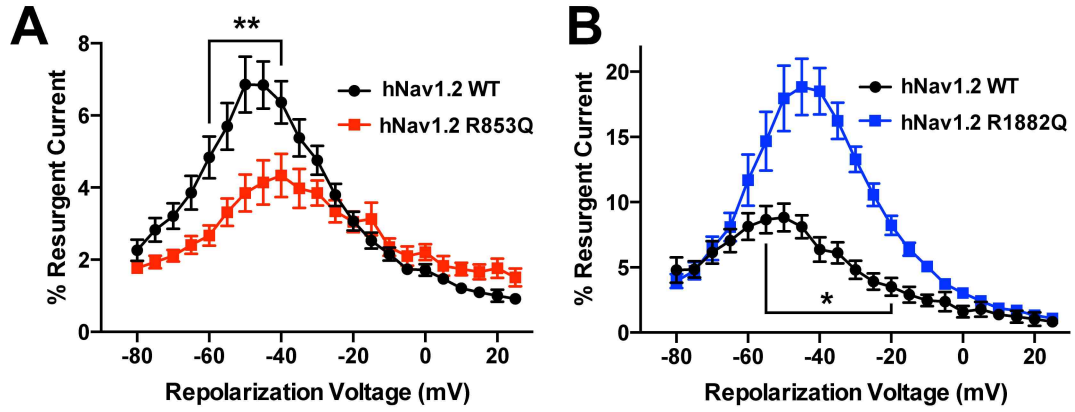 A
**
8
6
4
2
0
% Resurgent Current
hNav1.2 WT
hNav1.2 R853Q
-80 -60 -40 -20 0 20
Repolarization Voltage (mV)
B
20
15
10
5
0
% Resurgent Current
hNav1.2 WT
hNav1.2 R1882Q
*
-80 -60 -40 -20 0 20
Repolarization Voltage (mV)